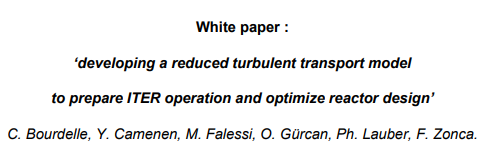 White paper :
‘developing a reduced turbulent transport model
to prepare ITER operation and optimize reactor design’
C. Bourdelle, Y. Camenen, M. Falessi, O. Gürcan, Ph. Lauber, F. Zonca.